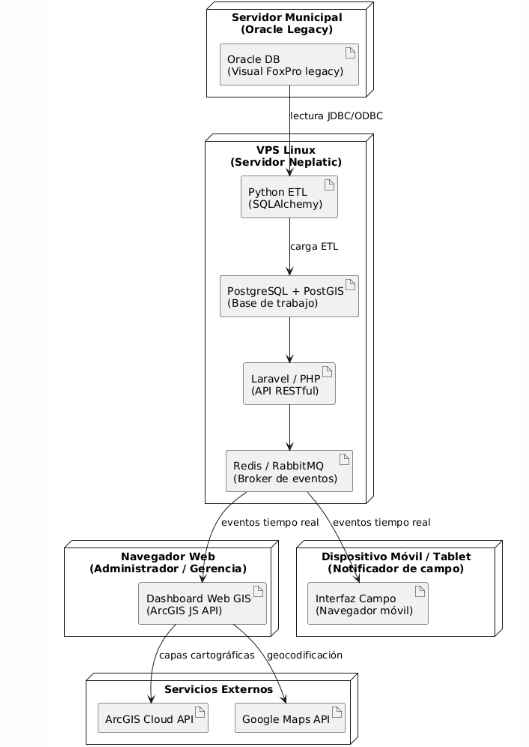 Servidor Municipal
(Oracle Legacy)
Oracle DB
(Visual FoxPro legacy)
lectura JDBC/ODBC
VPS Linux
(Servidor Neplatic)
Python ETL
(SQLAlchemy)
carga ETL
PostgreSQL + PostGIS
(Base de trabajo)
Laravel / PHP
(API RESTful)
Redis / RabbitMQ
(Broker de eventos)
eventos tiempo real
eventos tiempo real
Navegador Web
(Administrador / Gerencia)
Dashboard Web GIS
(ArcGIS JS API)
Dispositivo Móvil / Tablet
(Notificador de campo)
Interfaz Campo
(Navegador móvil)
capas cartográficas
geocodificación
Servicios Externos
ArcGIS Cloud API
Google Maps API